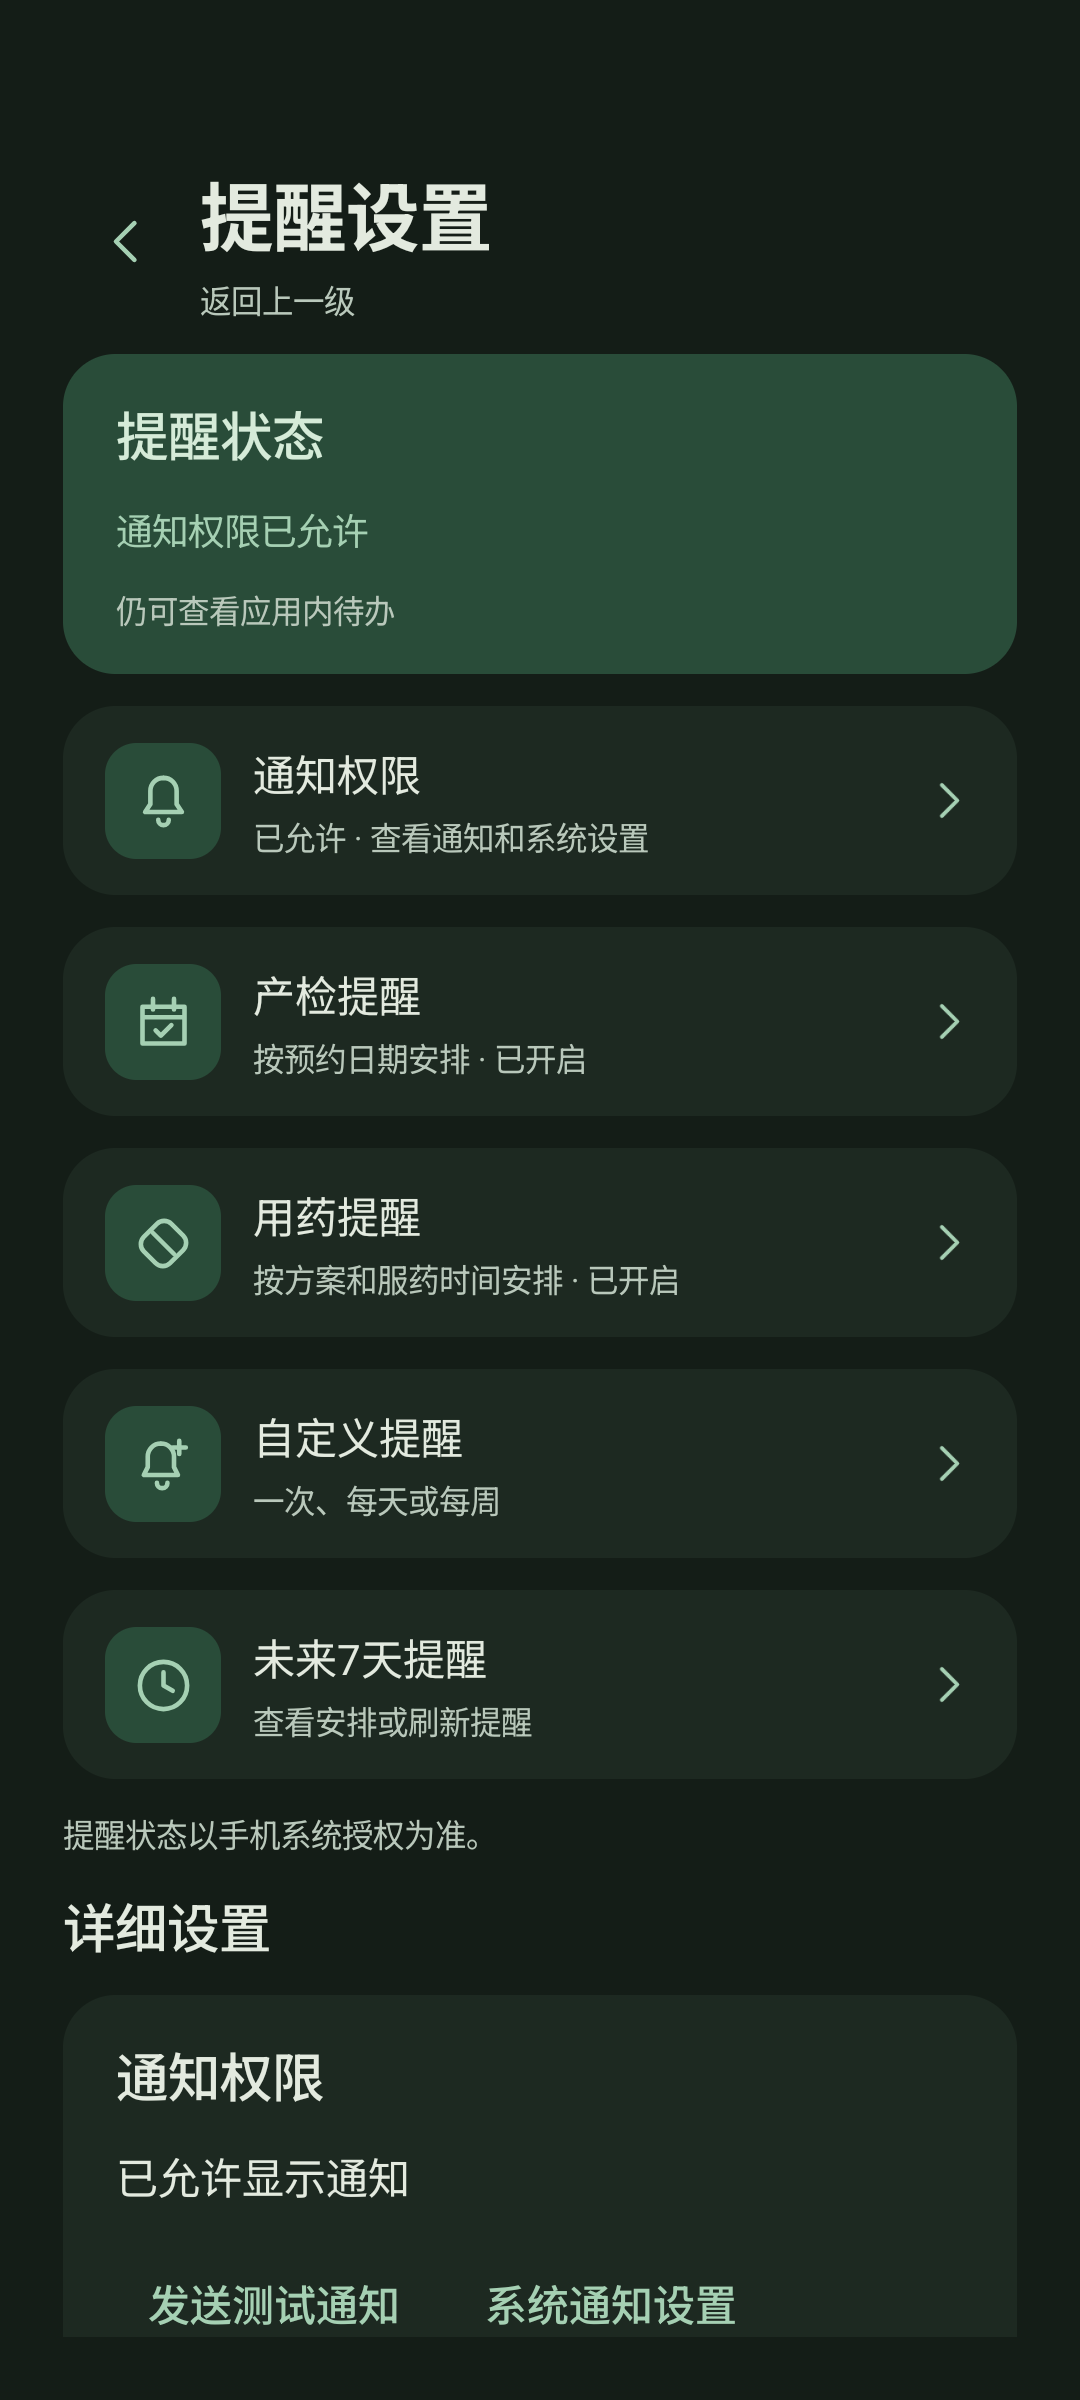 提醒设置
返回上一级
提醒状态
通知权限已允许
仍可查看应用内待办
通知权限
已允许 · 查看通知和系统设置
产检提醒
按预约日期安排 · 已开启
用药提醒
按方案和服药时间安排 · 已开启
自定义提醒
一次、每天或每周
未来7天提醒
查看安排或刷新提醒
提醒状态以手机系统授权为准。
详细设置
通知权限
已允许显示通知
发送测试通知 系统通知设置